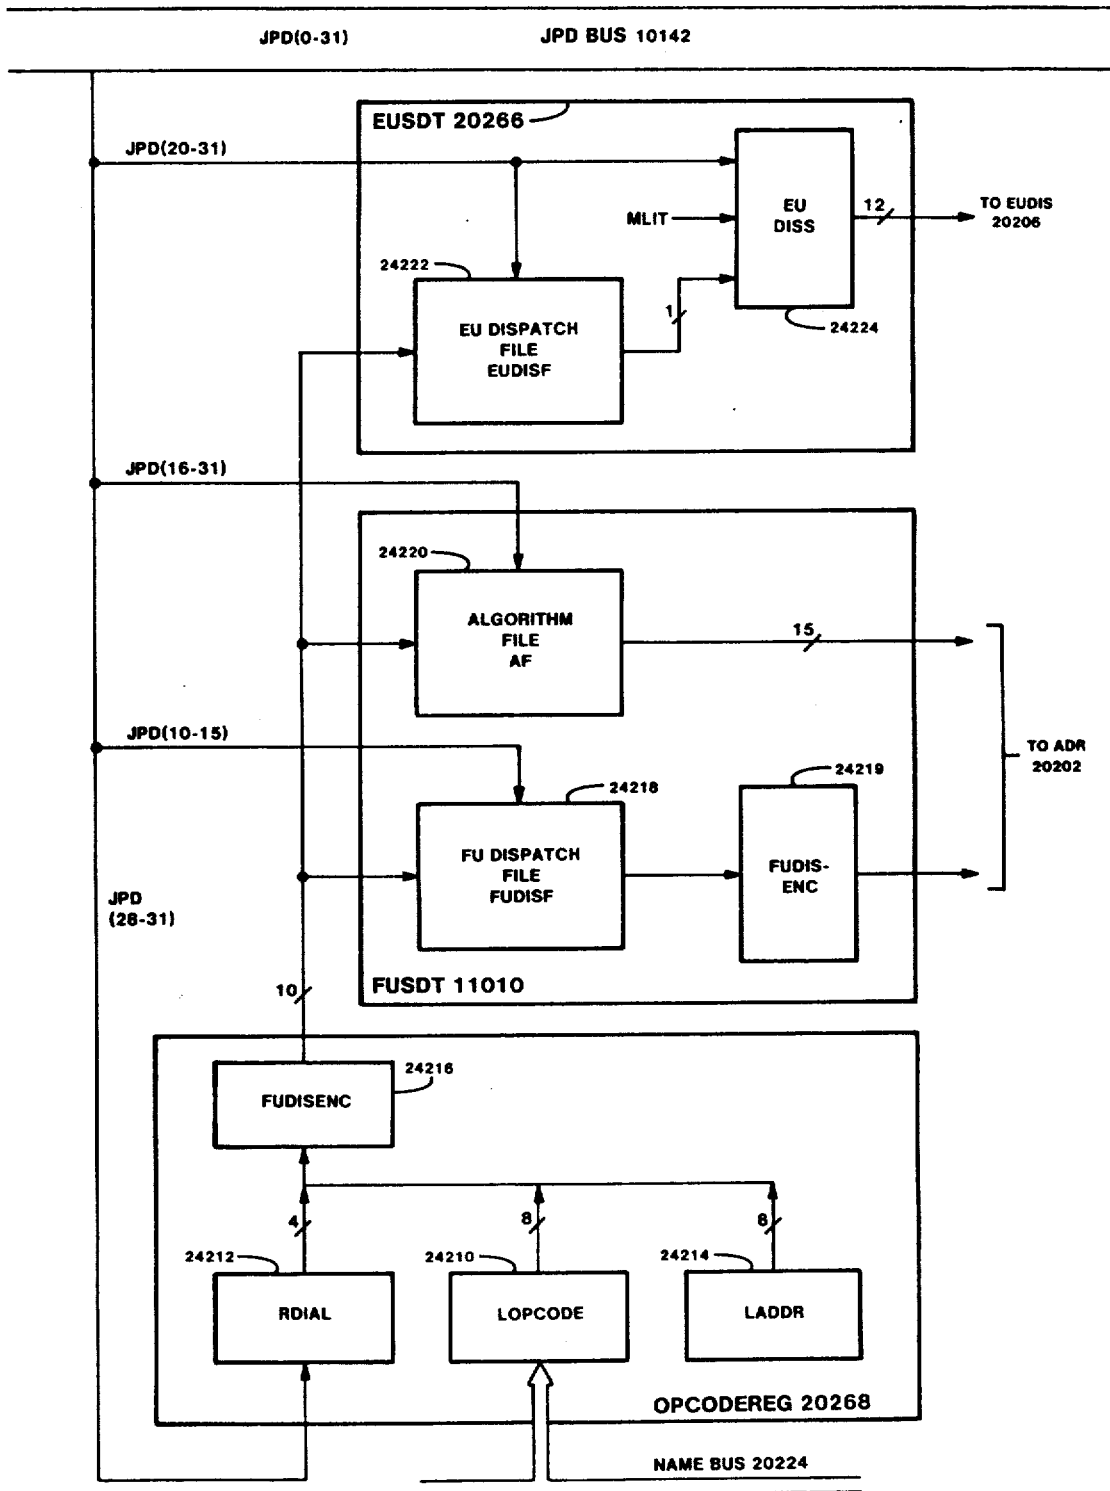 JPD(0-31)
JPD BUS 10142
EUSDT 20266
JPD(20-31)
EU
DISS
MLIT
12
TO EUDIS
20206
24222
1
24224
EU DISPATCH
FILE
EUDISF
JPD(16-31)
24220
ALGORITHM
FILE
AF
15
JPD(10-15)
TO ADR
20202
24218
24219
FU DISPATCH
FILE
FUDISF
FUDIS-
ENC
JPD
(28-31)
FUSDT 11010
10
24216
FUDISENC
4
8
6
24212
24210
24214
RDIAL
LOPCODE
LADDR
OPCODEREG 20268
NAME BUS 20224